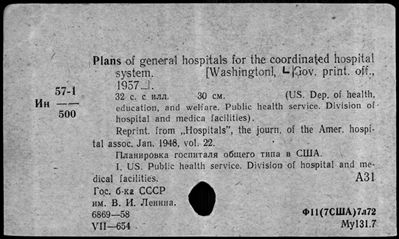 Plans of general hospitals for the coordinated hospital
system. [Washington], Gov. print. off.,
1957
57-1
Ин
500
32 с. с илл. 30 см. (US. Dep. of health,
education, and welfare. Public health service. Division of
hospital and medica facilities).
Reprint. from „Hospitals", the journ. of the Amer. hospi-
tal assoc. Jan. 1948, vol. 22.
Планировка госпиталя общего типа в США.
I. US. Public health service. Division of hospital and me-
dical facilities. А31
Гос. б-ка СССР
им. В. И. Ленина.
6869—58 Ф11(7США)7я72
VII—654 Му131.7